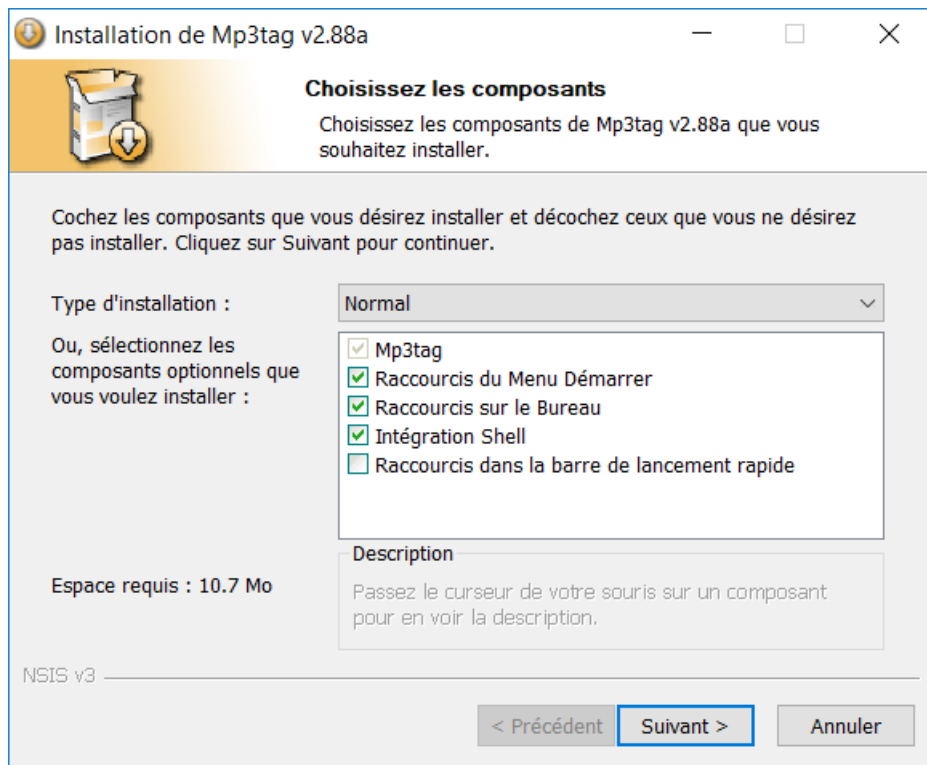 Installation de Mp3tag v2.88a
Choisissez les composants
Choisissez les composants de Mp3tag v2.88a que vous
souhaitez installer.
Cochez les composants que vous désirez installer et décochez ceux que vous ne désirez
pas installer. Cliquez sur Suivant pour continuer.
Type d'installation :
Normal
Ou, sélectionnez les
composants optionnels que
vous voulez installer :
Mp3tag
Raccourcis du Menu Démarrer
Raccourcis sur le Bureau
Intégration Shell
Raccourcis dans la barre de lancement rapide
Espace requis : 10.7 Mo
Description
Passez le curseur de votre souris sur un composant
pour en voir la description.
NSIS v3
< Précédent
Suivant >
Annuler